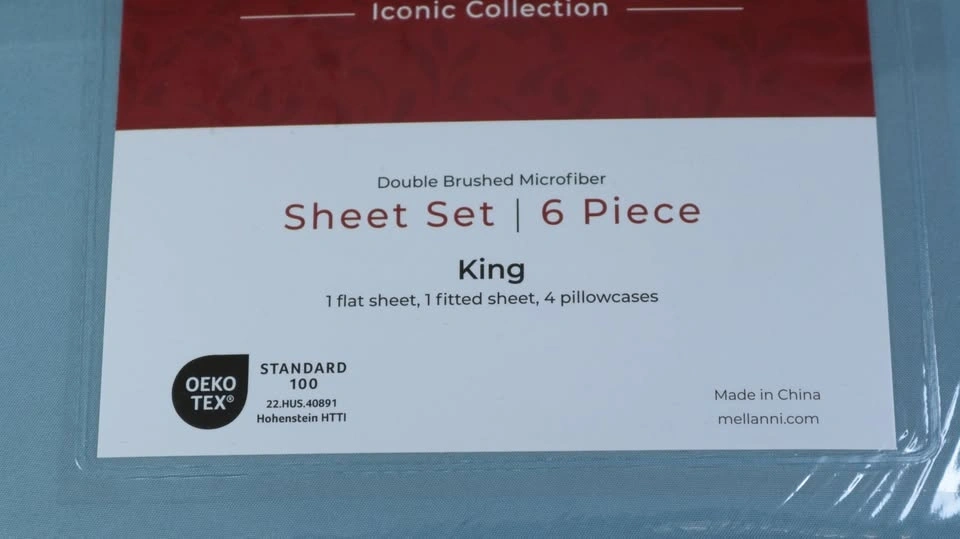 Iconic Collection
Double Brushed Microfiber
Sheet Set | 6 Piece
King
1 flat sheet, 1 fitted sheet, 4 pillowcases
OEKO
TEX®
STANDARD
100
22.HUS.40891
Hohenstein HTTI
Made in China
mellanni.com